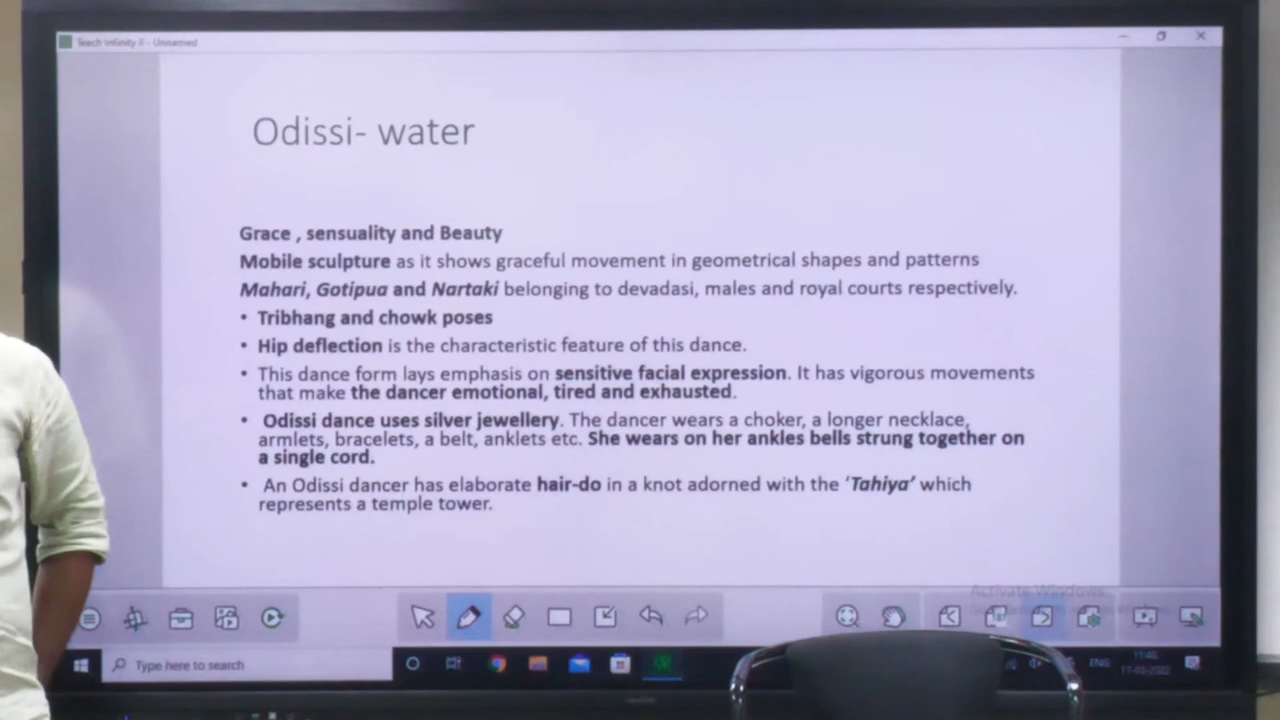 Teach Infinity II - Unnamed
Odissi- water
Grace , sensuality and Beauty
Mobile sculpture as it shows graceful movement in geometrical shapes and patterns
Mahari, Gotipua and Nartaki belonging to devadasi, males and royal courts respectively.
• Tribhang and chowk poses
• Hip deflection is the characteristic feature of this dance.
• This dance form lays emphasis on sensitive facial expression. It has vigorous movements
that make the dancer emotional, tired and exhausted.
• Odissi dance uses silver jewellery. The dancer wears a choker, a longer necklace,
armlets, bracelets, a belt, anklets etc. She wears on her ankles bells strung together on
a single cord.
• An Odissi dancer has elaborate hair-do in a knot adorned with the ‘Tahiya’ which
represents a temple tower.
Activate Windows
Type here to search
ENG
11:40